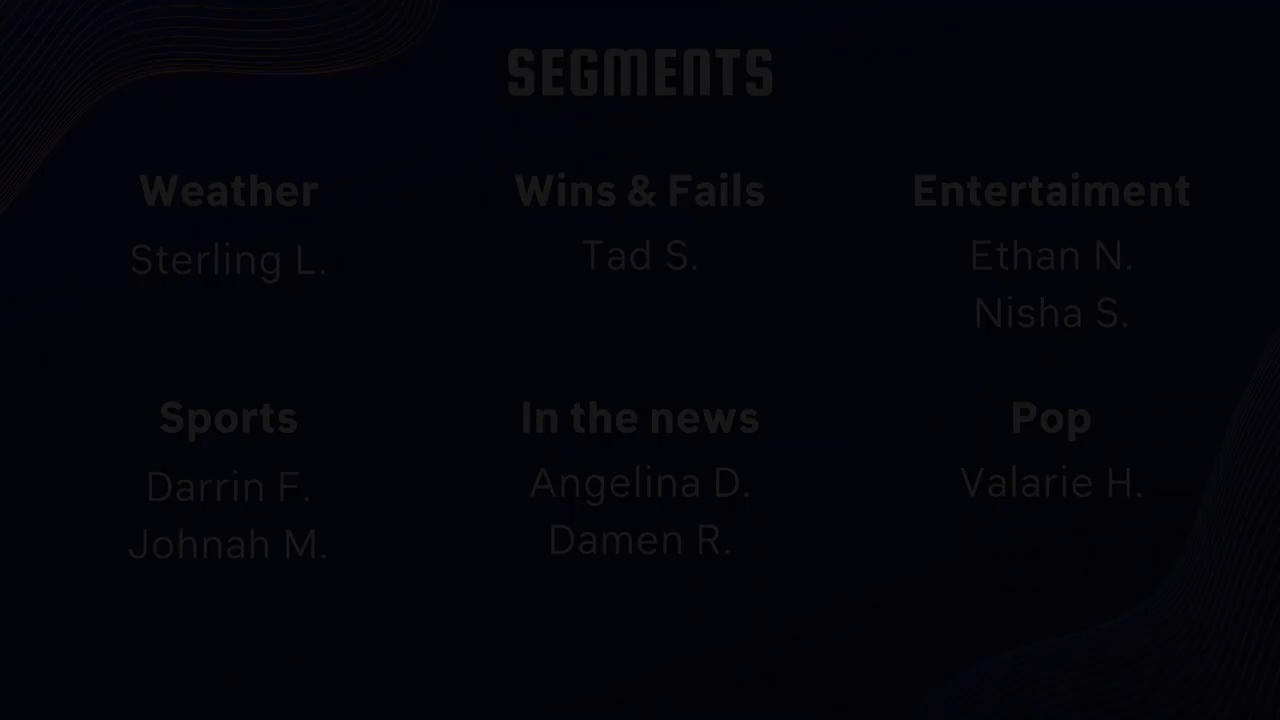 SEGMENTS
Weather
Sterling L.
Wins & Fails
Tad S.
Entertaiment
Ethan N.
Nisha S.
Sports
Darrin F.
Johnah M.
In the news
Angelina D.
Damen R.
Pop
Valarie H.